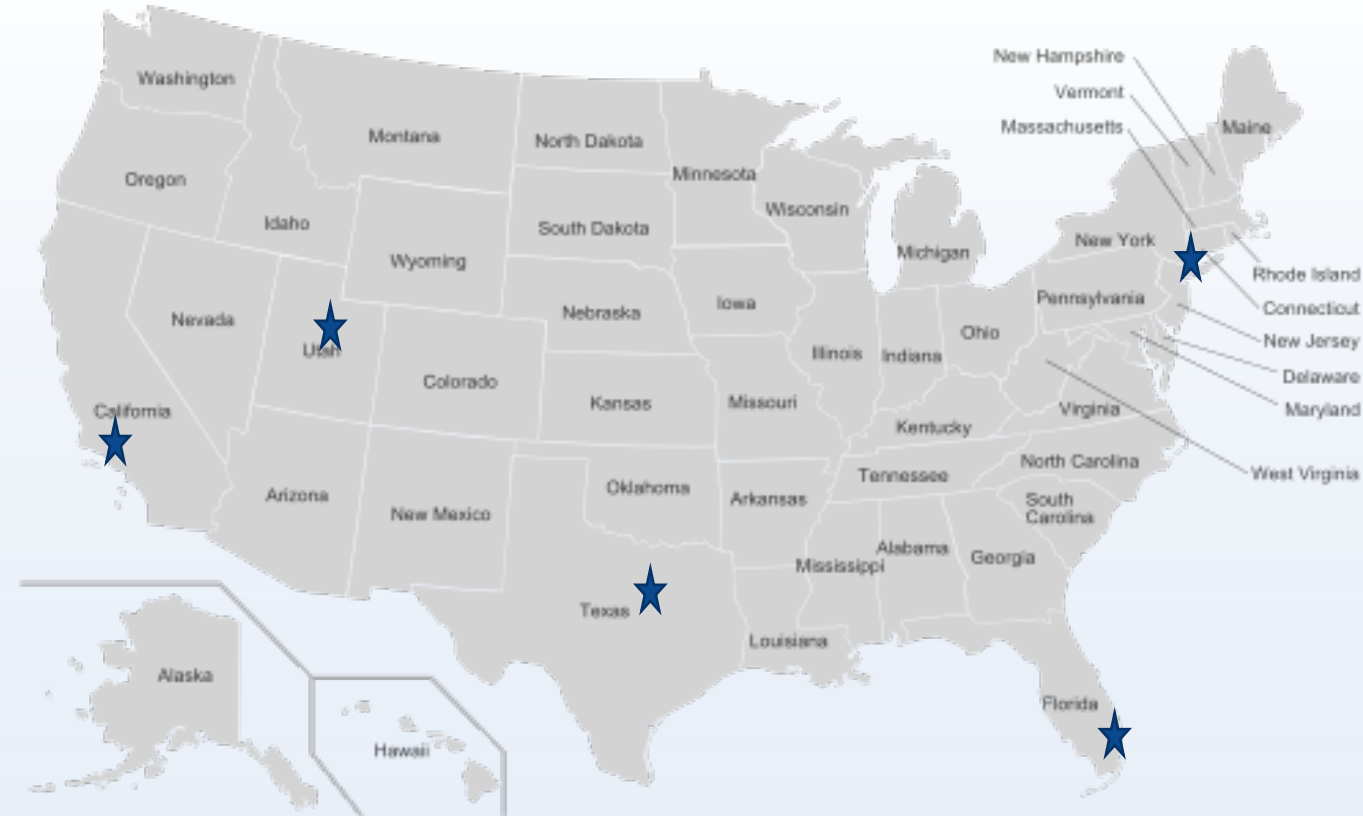 New Hampshire
Vermont
Massachusetts
Maine
Washington
Montana
North Dakota
Minnesota
Oregon
Idaho
South Dakota
Wisconsin
Wyoming
Michigan
New York
Rhode Island
Nevada
Nebraska
Iowa
Pennsylvania
Connecticut
Utah
Illinois
Indiana
Ohio
New Jersey
Colorado
Kansas
Missouri
Delaware
California
Kentucky
Virginia
Maryland
Arizona
New Mexico
Oklahoma
Arkansas
Tennessee
North Carolina
West Virginia
South
Carolina
Mississippi
Alabama
Georgia
Texas
Louisiana
Alaska
Florida
Hawaii